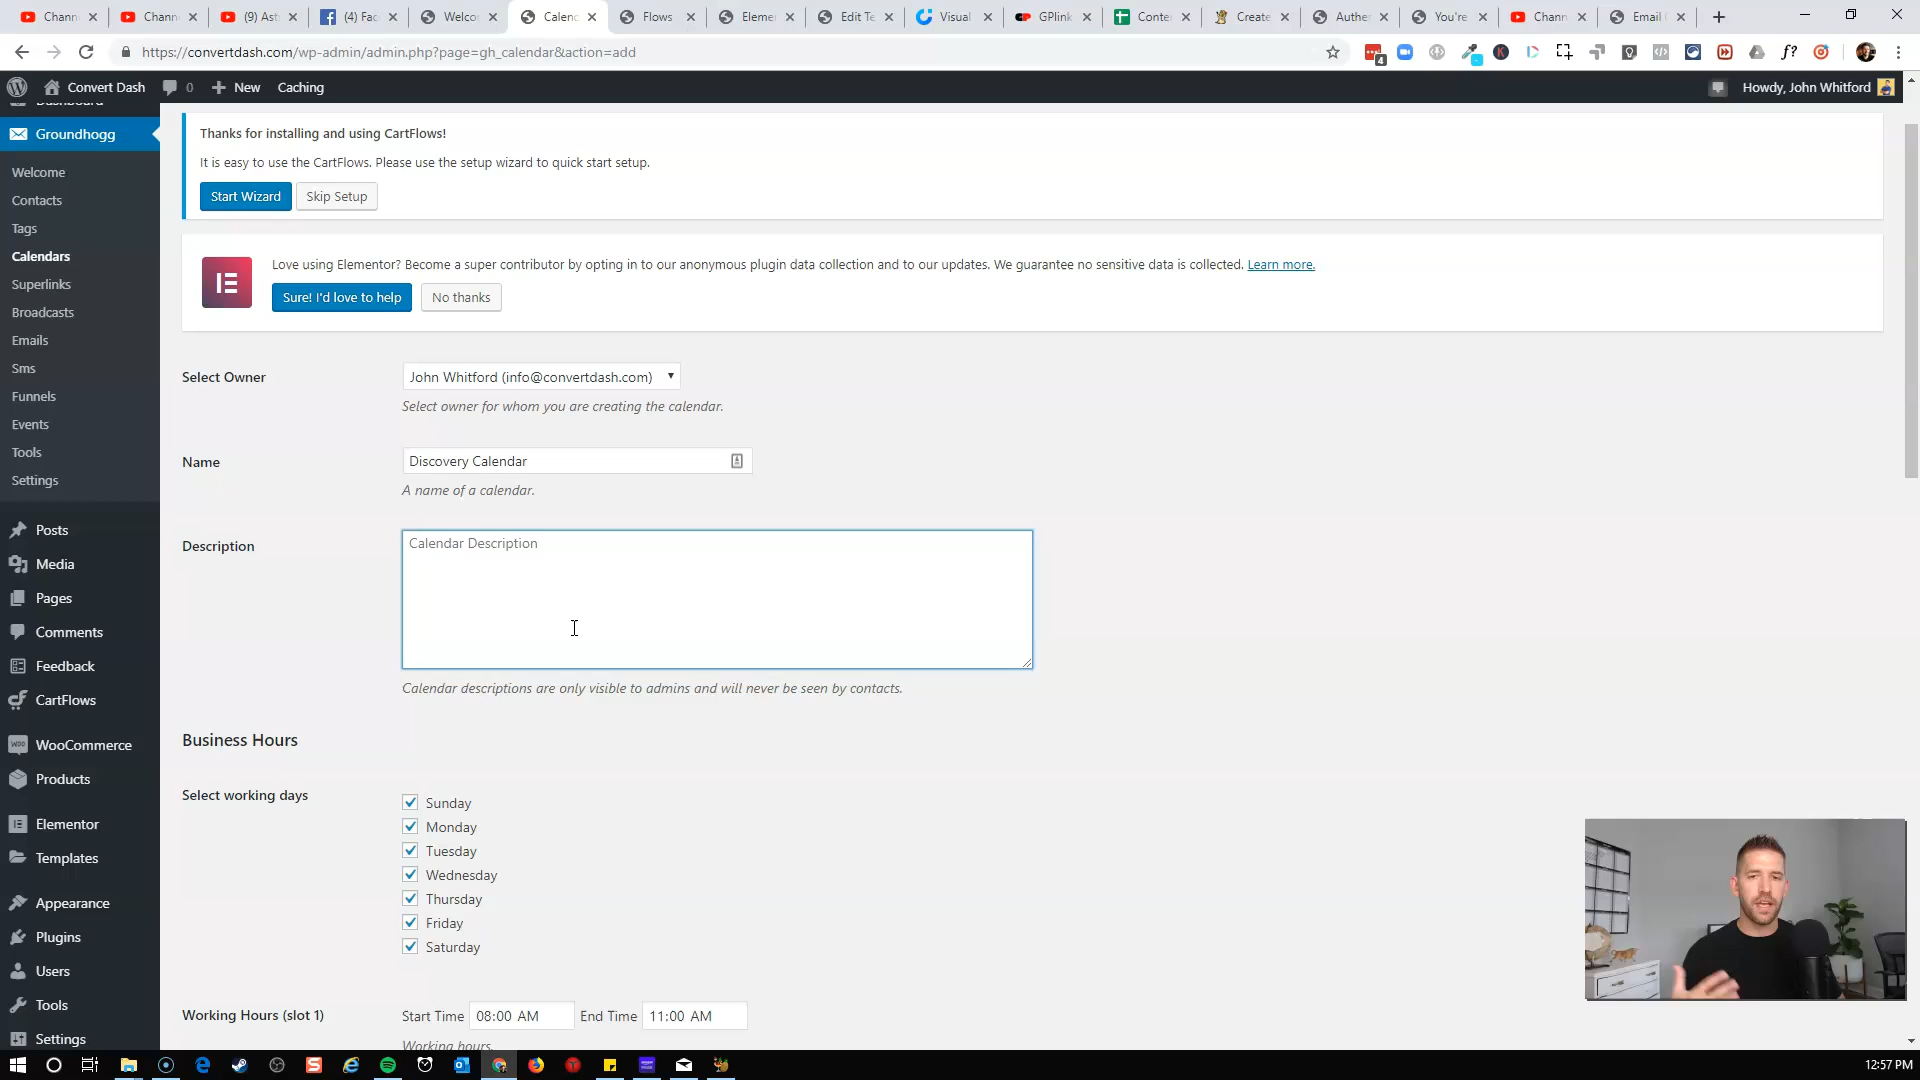 Chann
Chann
(9) Ast
(4) Fac
Welco
Calenc
Flows
Elemer
Edit Te
Visual
GPlink
Conter
Create
Auther
You're
Chann
Email
https://convertdash.com/wp-admin/admin.php?page=gh_calendar&action=add
4
f?
Convert Dash
0
New
Caching
Howdy, John Whitford
Dashboard
Groundhogg
Welcome
Contacts
Tags
Calendars
Superlinks
Broadcasts
Emails
Sms
Funnels
Events
Tools
Settings
Posts
Media
Pages
Comments
Feedback
CartFlows
WooCommerce
Products
Elementor
Templates
Appearance
Plugins
Users
Tools
Settings
Thanks for installing and using CartFlows!
It is easy to use the CartFlows. Please use the setup wizard to quick start setup.
Start Wizard
Skip Setup
Love using Elementor? Become a super contributor by opting in to our anonymous plugin data collection and to our updates. We guarantee no sensitive data is collected. Learn more.
Sure! I'd love to help
No thanks
Select Owner
John Whitford (info@convertdash.com)
Select owner for whom you are creating the calendar.
Name
Discovery Calendar
A name of a calendar.
Description
Calendar Description
Calendar descriptions are only visible to admins and will never be seen by contacts.
Business Hours
Select working days
Sunday
Monday
Tuesday
Wednesday
Thursday
Friday
Saturday
Working Hours (slot 1)
Start Time 08:00 AM End Time 11:00 AM
Working hours.
12:57 PM